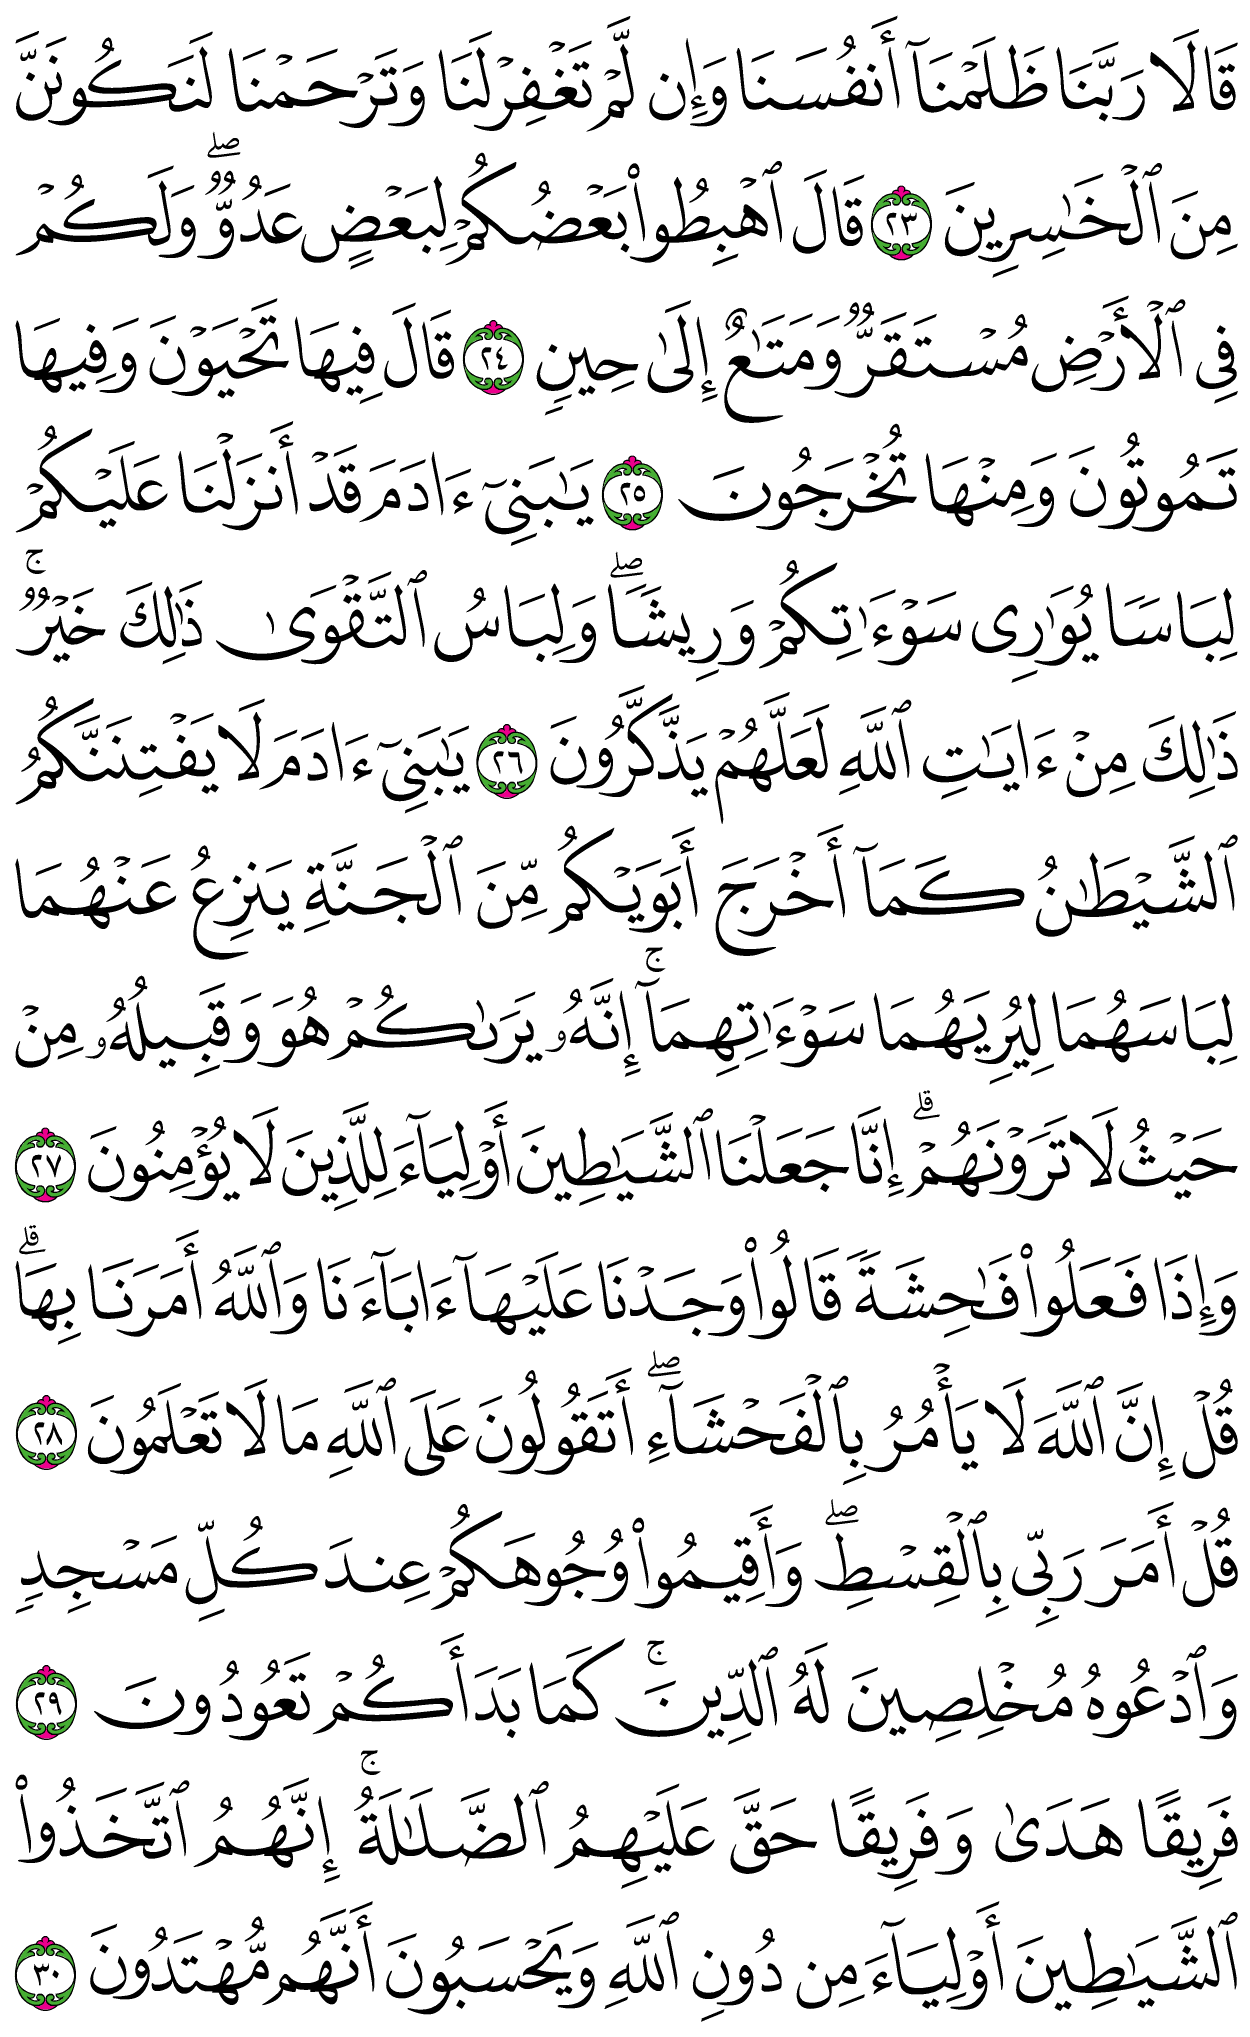 قَالَا رَبَّنَا ظَلَمۡنَآ أَنفُسَنَا وَإِن لَّمۡ تَغۡفِرۡ لَنَا وَتَرۡحَمۡنَا لَنَكُونَنَّ
مِنَ ٱلۡخَٰسِرِينَ ٢٣ قَالَ ٱهۡبِطُواْ بَعۡضُكُمۡ لِبَعۡضٍ عَدُوࣱّۖ وَلَكُمۡ
فِي ٱلۡأَرۡضِ مُسۡتَقَرࣱّ وَمَتَٰعٌ إِلَىٰ حِينࣲ ٢٤ قَالَ فِيهَا تَحۡيَوۡنَ وَفِيهَا
تَمُوتُونَ وَمِنۡهَا تُخۡرَجُونَ ٢٥ يَٰبَنِيٓ ءَادَمَ قَدۡ أَنزَلۡنَا عَلَيۡكُمۡ
لِبَاسࣰا يُوَٰرِي سَوۡءَٰتِكُمۡ وَرِيشࣰاۖ وَلِبَاسُ ٱلتَّقۡوَىٰ ذَٰلِكَ خَيۡرࣱۚ
ذَٰلِكَ مِنۡ ءَايَٰتِ ٱللَّهِ لَعَلَّهُمۡ يَذَّكَّرُونَ ٢٦ يَٰبَنِيٓ ءَادَمَ لَا يَفۡتِنَنَّكُمُ
ٱلشَّيۡطَٰنُ كَمَآ أَخۡرَجَ أَبَوَيۡكُم مِّنَ ٱلۡجَنَّةِ يَنزِعُ عَنۡهُمَا
لِبَاسَهُمَا لِيُرِيَهُمَا سَوۡءَٰتِهِمَآۚ إِنَّهُۥ يَرَىٰكُمۡ هُوَ وَقَبِيلُهُۥ مِنۡ
حَيۡثُ لَا تَرَوۡنَهُمۡۗ إِنَّا جَعَلۡنَا ٱلشَّيَٰطِينَ أَوۡلِيَآءَ لِلَّذِينَ لَا يُؤۡمِنُونَ ٢٧
وَإِذَا فَعَلُواْ فَٰحِشَةࣰ قَالُواْ وَجَدۡنَا عَلَيۡهَآ ءَابَآءَنَا وَٱللَّهُ أَمَرَنَا بِهَاۗ
قُلۡ إِنَّ ٱللَّهَ لَا يَأۡمُرُ بِٱلۡفَحۡشَآءِۖ أَتَقُولُونَ عَلَى ٱللَّهِ مَا لَا تَعۡلَمُونَ ٢٨
قُلۡ أَمَرَ رَبِّي بِٱلۡقِسۡطِۖ وَأَقِيمُواْ وُجُوهَكُمۡ عِندَ كُلِّ مَسۡجِدࣲ
وَٱدۡعُوهُ مُخۡلِصِينَ لَهُ ٱلدِّينَۚ كَمَا بَدَأَكُمۡ تَعُودُونَ ٢٩
فَرِيقًا هَدَىٰ وَفَرِيقًا حَقَّ عَلَيۡهِمُ ٱلضَّلَٰلَةُۚ إِنَّهُمُ ٱتَّخَذُواْ
ٱلشَّيَٰطِينَ أَوۡلِيَآءَ مِن دُونِ ٱللَّهِ وَيَحۡسَبُونَ أَنَّهُم مُّهۡتَدُونَ ٣٠